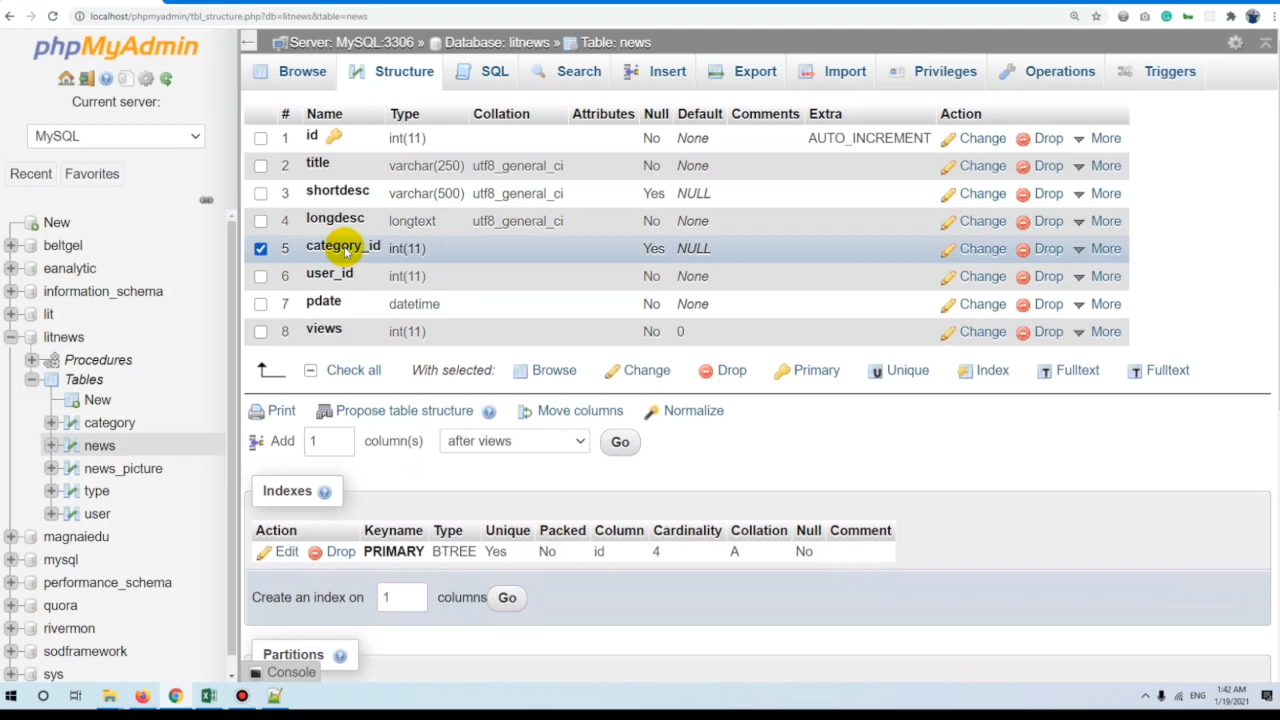 localhost/phpmyadmin/tbl_structure.php?db=litnews&table=news
phpMyAdmin
Current server:
MySQL
Recent Favorites
New
beltgel
eanalytic
information_schema
lit
litnews
Procedures
Tables
New
category
news
news_picture
type
user
magnaiedu
mysql
performance_schema
quora
rivermon
sodframework
sys
Server: MySQL:3306 » Database: litnews » Table: news
Browse Structure SQL Search Insert Export Import Privileges Operations Triggers
# Name Type Collation Attributes Null Default Comments Extra Action
1 id int(11) No None AUTO_INCREMENT Change Drop More
2 title varchar(250) utf8_general_ci No None Change Drop More
3 shortdesc varchar(500) utf8_general_ci Yes NULL Change Drop More
4 longdesc longtext utf8_general_ci No None Change Drop More
5 category_id int(11) Yes NULL Change Drop More
6 user_id int(11) No None Change Drop More
7 pdate datetime No None Change Drop More
8 views int(11) No 0 Change Drop More
Check all With selected: Browse Change Drop Primary Unique Index Fulltext Fulltext
Print Propose table structure Move columns Normalize
Add 1 column(s) after views Go
Indexes
Action Keyname Type Unique Packed Column Cardinality Collation Null Comment
Edit Drop PRIMARY BTREE Yes No id 4 A No
Create an index on 1 columns Go
Partitions
Console
ENG
1:42 AM
1/19/2021